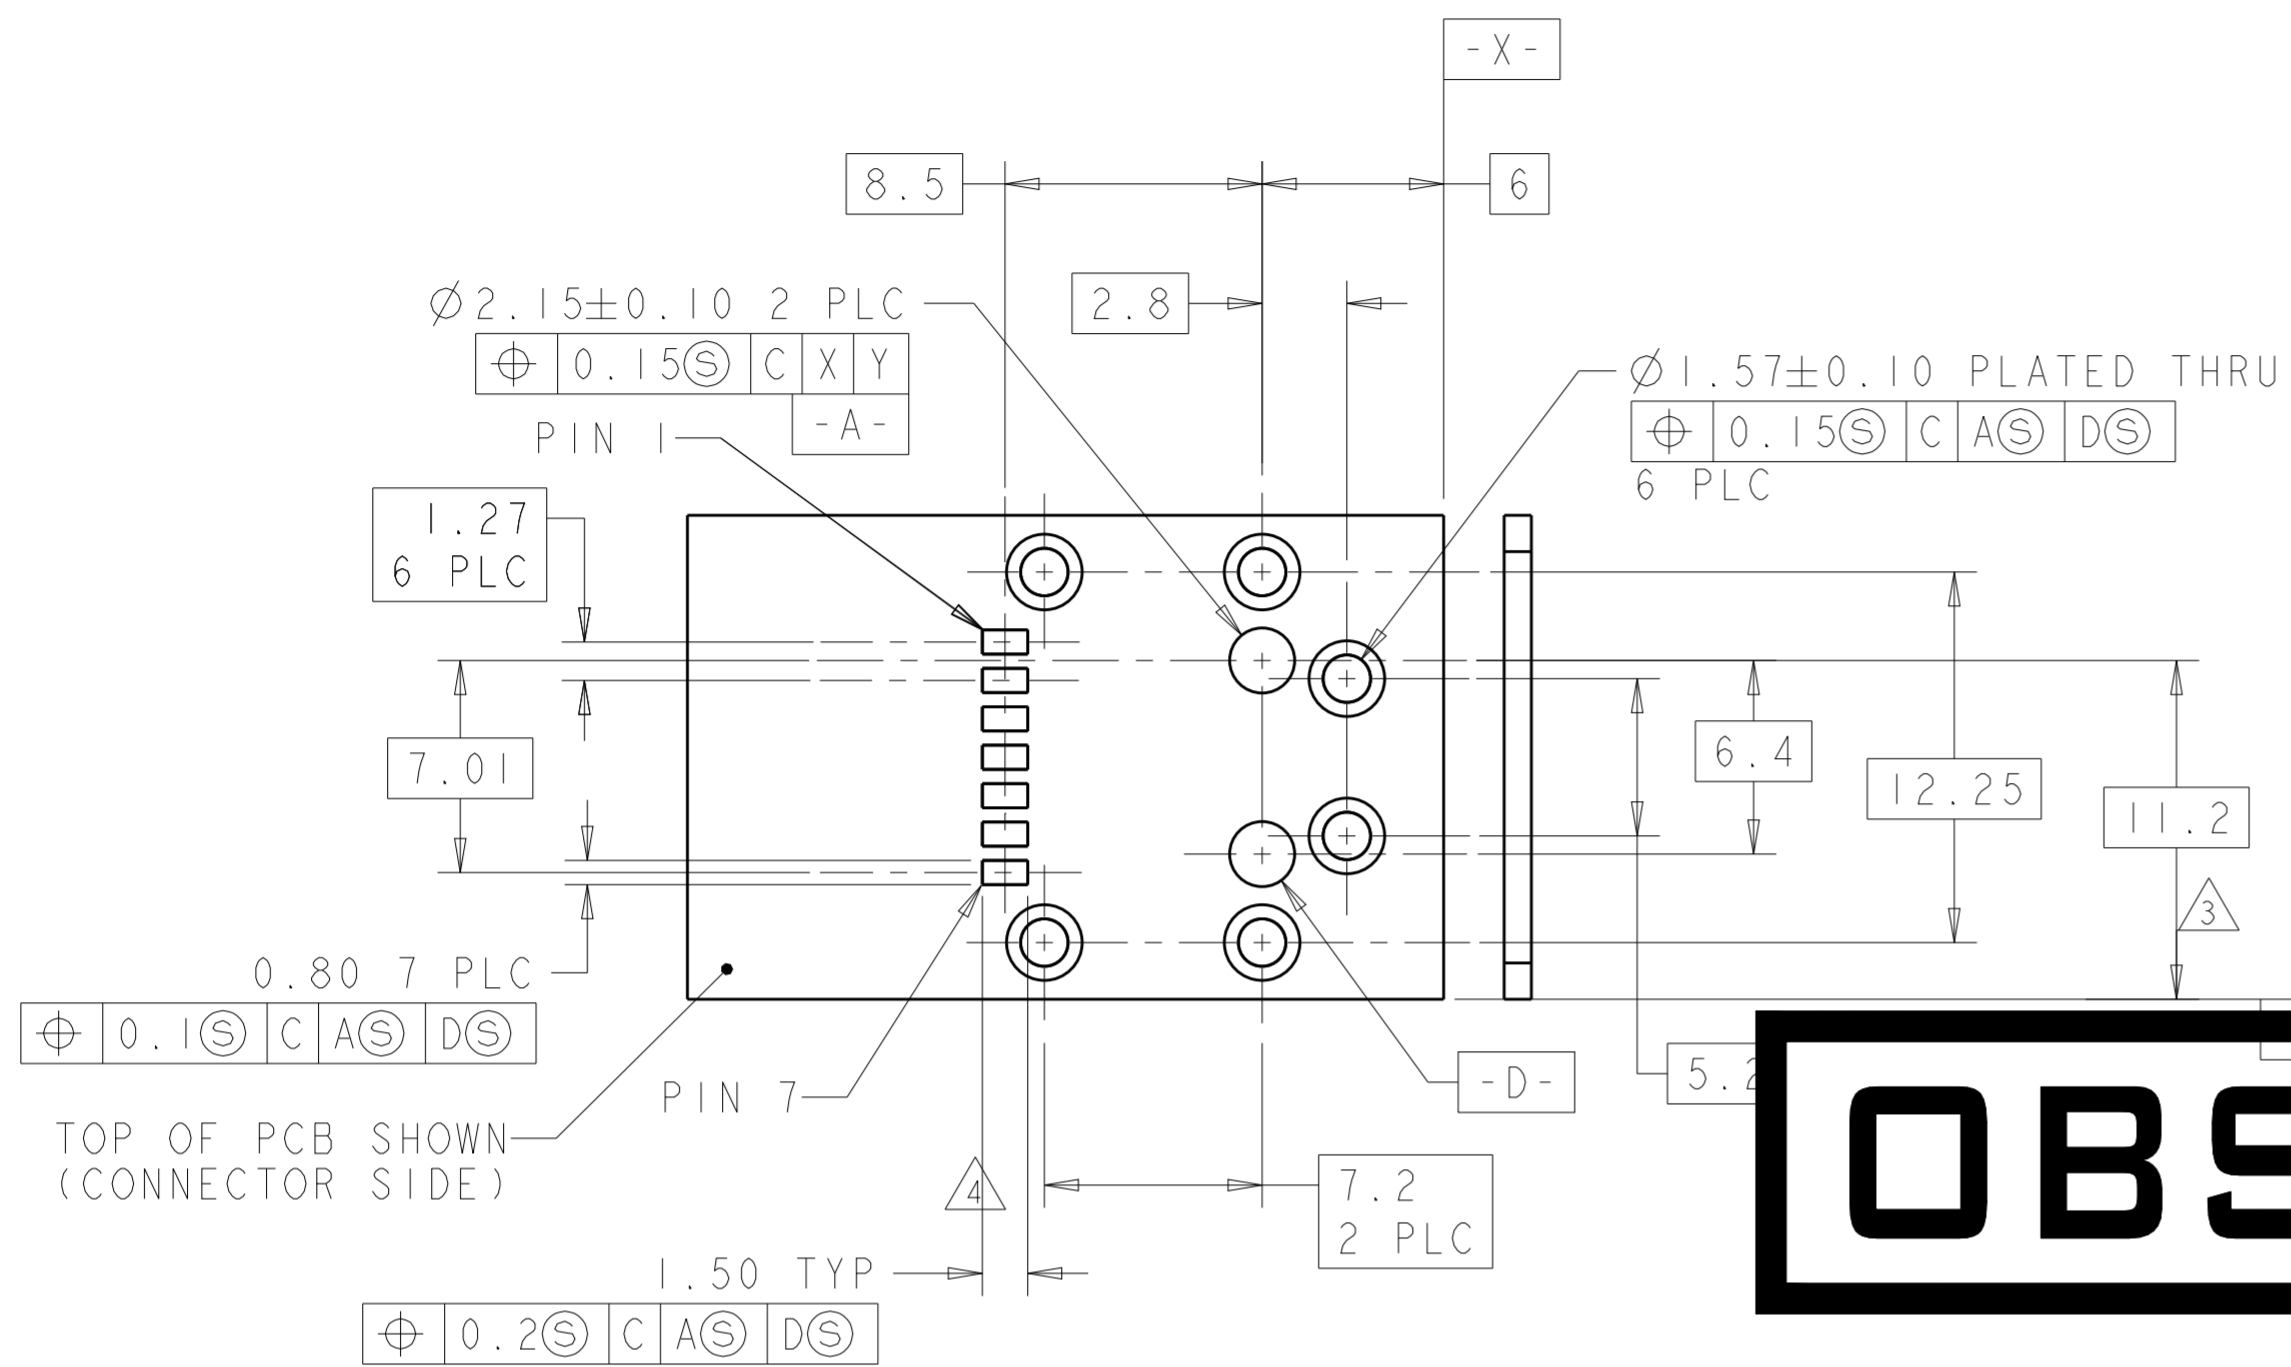 -X-
8.5
6
Ø2.15±0.10 2 PLC
2.8
⌖ 0.15Ⓢ C X Y
-A-
Ø1.57±0.10 PLATED THRU
⌖ 0.15Ⓢ C AⓈ DⓈ
6 PLC
PIN 1
1.27
6 PLC
7.01
6.4
12.25
11.2
3
0.80 7 PLC
⌖ 0.1Ⓢ C AⓈ DⓈ
PIN 7
-D-
TOP OF PCB SHOWN
(CONNECTOR SIDE)
4
7.2
2 PLC
1.50 TYP
⌖ 0.2Ⓢ C AⓈ DⓈ